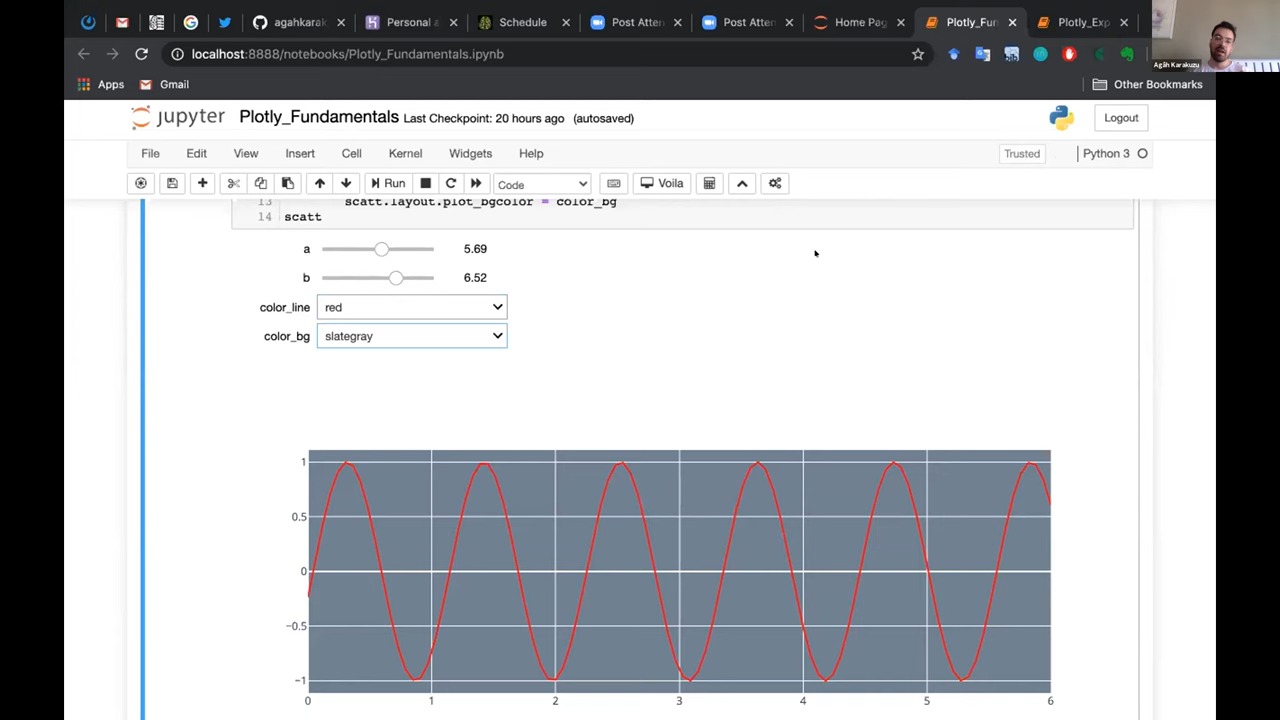 agahkarak
Personal a
Schedule
Post Atten
Post Atten
Home Pag
Plotly_Fun
Plotly_Exp
localhost:8888/notebooks/Plotly_Fundamentals.ipynb
Agâh Karakuzu
Apps
Gmail
Other Bookmarks
jupyter Plotly_Fundamentals Last Checkpoint: 20 hours ago (autosaved)
Logout
File Edit View Insert Cell Kernel Widgets Help
Trusted
Python 3
Run
Code
Voila
13 scatt.layout.plot_bgcolor = color_bg
14 scatt
a 5.69
b 6.52
color_line red
color_bg slategray
1
0.5
0
−0.5
−1
0 1 2 3 4 5 6